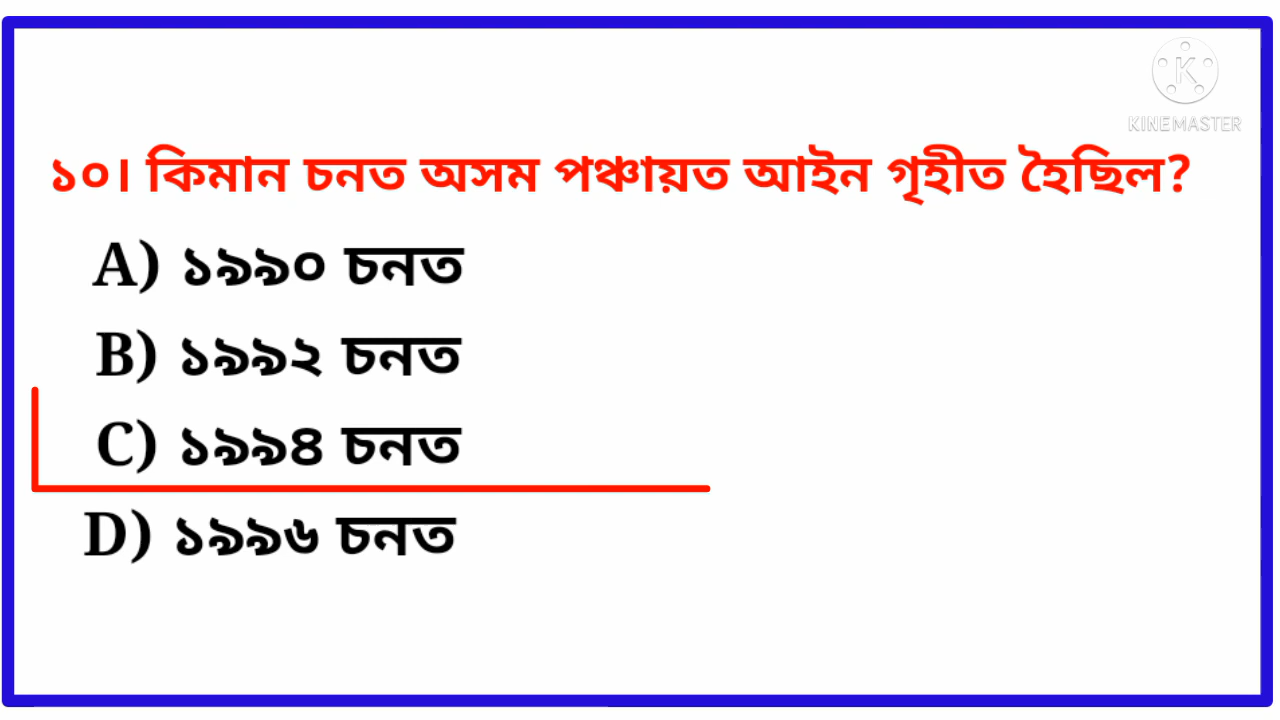 KINEMASTER
১০। কিমান চনত অসম পঞ্চায়ত আইন গৃহীত হৈছিল?
A) ১৯৯০ চনত
B) ১৯৯২ চনত
C) ১৯৯৪ চনত
D) ১৯৯৬ চনত